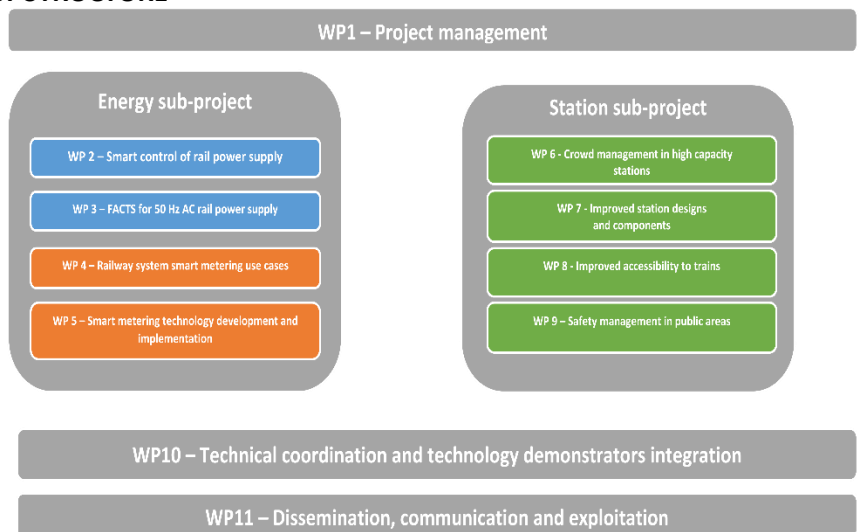 WP1 – Project management
Energy sub-project
WP 2 – Smart control of rail power supply
WP 3 – FACTS for 50 Hz AC rail power supply
WP 4 – Railway system smart metering use cases
WP 5 – Smart metering technology development and
implementation
Station sub-project
WP 6 - Crowd management in high capacity
stations
WP 7 - Improved station designs
and components
WP 8 - Improved accessibility to trains
WP 9 – Safety management in public areas
WP10 – Technical coordination and technology demonstrators integration
WP11 – Dissemination, communication and exploitation